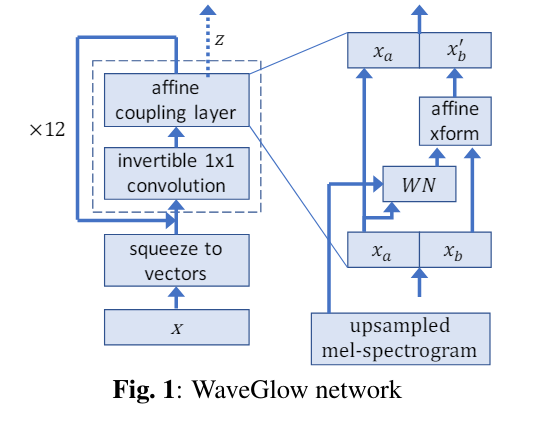 z
×12
affine
coupling layer
invertible 1x1
convolution
squeeze to
vectors
x
x_a x_b′
affine
xform
WN
x_a x_b
upsampled
mel-spectrogram
Fig. 1: WaveGlow network